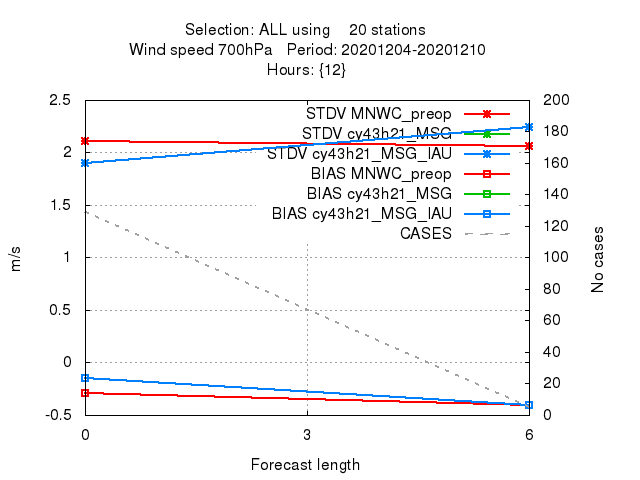 Selection: ALL using 20 stations
Wind speed 700hPa Period: 20201204-20201210
Hours: {12}
STDV MNWC_preop
STDV cy43h21_MSG
STDV cy43h21_MSG_IAU
BIAS MNWC_preop
BIAS cy43h21_MSG
BIAS cy43h21_MSG_IAU
CASES
2.5
2
1.5
1
0.5
0
-0.5
m/s
200
180
160
140
120
100
80
60
40
20
0
No cases
0 3 6
Forecast length